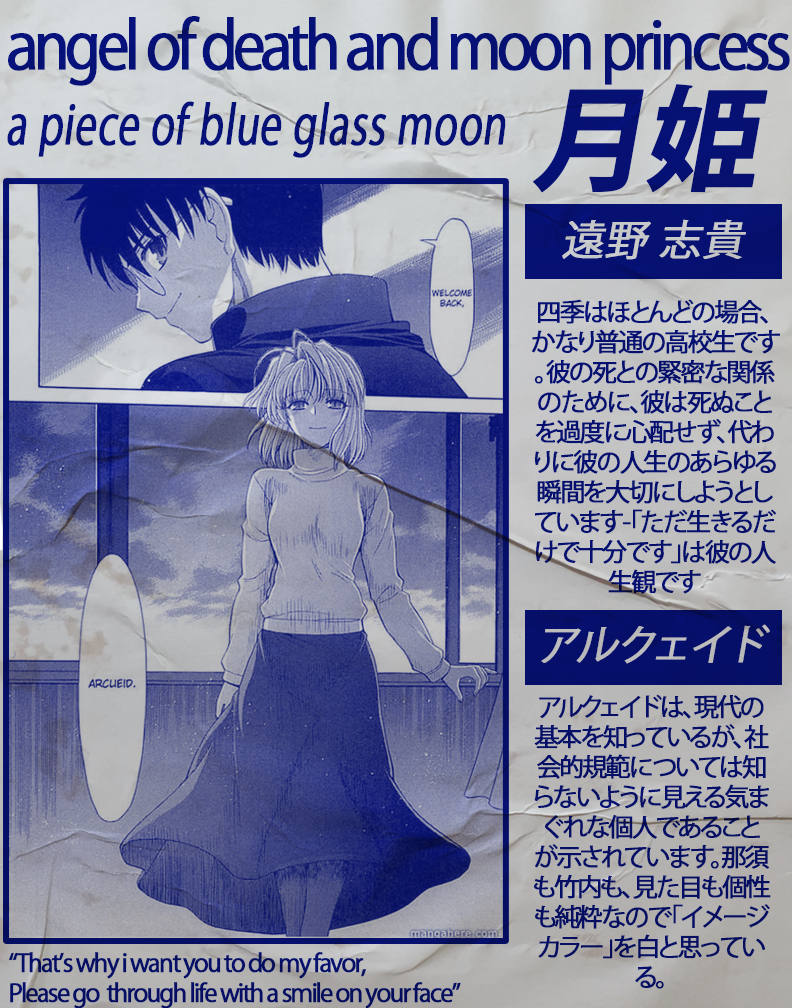 angel of death and moon princess
a piece of blue glass moon
月姫
WELCOME
BACK,
ARCUEID.
mangahere.com
遠野 志貴
四季はほとんどの場合、
かなり普通の高校生です
。彼の死との緊密な関係
のために、彼は死ぬこと
を過度に心配せず、代わ
りに彼の人生のあらゆる
瞬間を大切にしようとし
ています-「ただ生きるだ
けで十分です」は彼の人
生観です
アルクェイド
アルクェイドは、現代の
基本を知っているが、社
会的規範については知
らないように見える気ま
ぐれな個人であること
が示されています。那須
も竹内も、見た目も個性
も純粋なので「イメージ
カラー」を白と思ってい
る。
“That’s why i want you to do my favor,
Please go through life with a smile on your face”